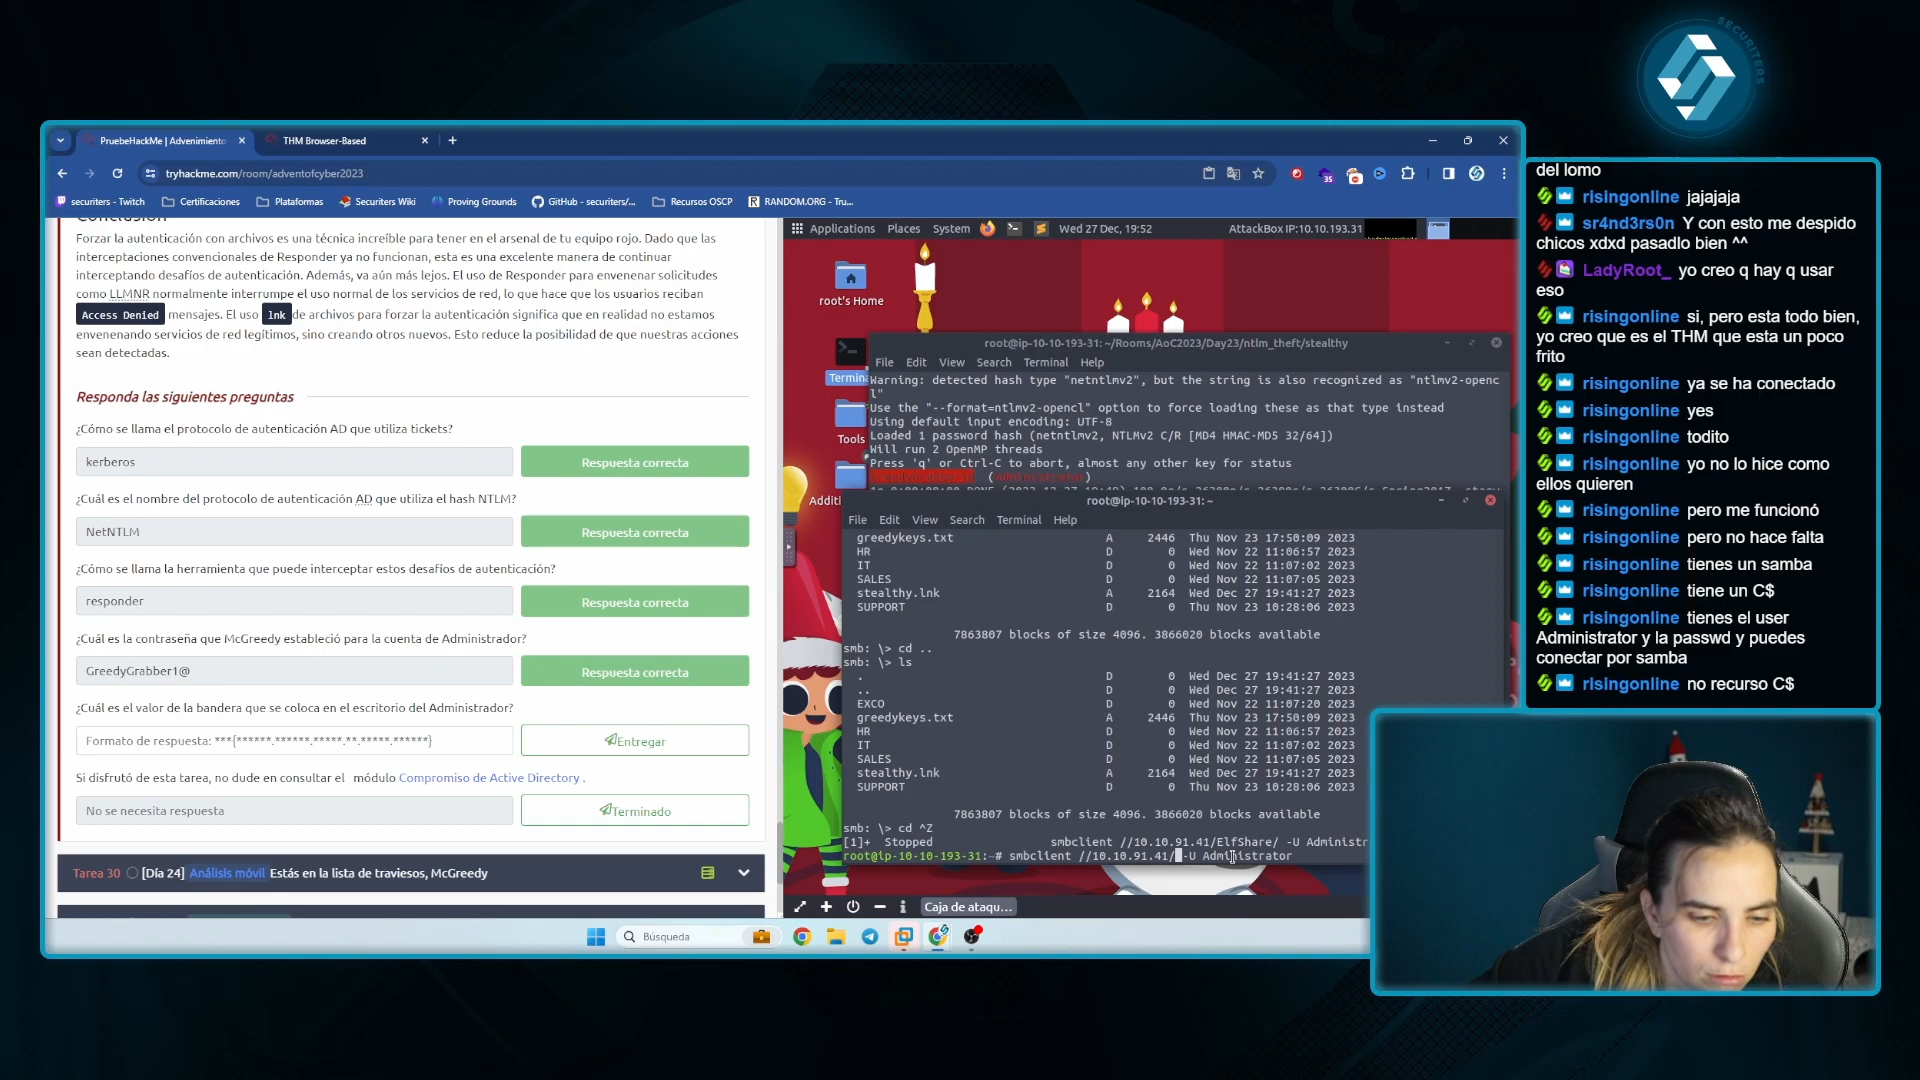 SECURITERS
PruebeHackMe | Advenimiento
THM Browser-Based
tryhackme.com/room/adventofcyber2023
35
securiters - Twitch
Certificaciones
Plataformas
Securiters Wiki
Proving Grounds
GitHub - securiters/...
Recursos OSCP
RANDOM.ORG - Tru...
Conclusión
Forzar la autenticación con archivos es una técnica increíble para tener en el arsenal de tu equipo rojo. Dado que las
interceptaciones convencionales de Responder ya no funcionan, esta es una excelente manera de continuar
interceptando desafíos de autenticación. Además, va aún más lejos. El uso de Responder para envenenar solicitudes
como LLMNR normalmente interrumpe el uso normal de los servicios de red, lo que hace que los usuarios reciban
Access Denied mensajes. El uso lnk de archivos para forzar la autenticación significa que en realidad no estamos
envenenando servicios de red legítimos, sino creando otros nuevos. Esto reduce la posibilidad de que nuestras acciones
sean detectadas.
Responda las siguientes preguntas
¿Cómo se llama el protocolo de autenticación AD que utiliza tickets?
kerberos
Respuesta correcta
¿Cuál es el nombre del protocolo de autenticación AD que utiliza el hash NTLM?
NetNTLM
Respuesta correcta
¿Cómo se llama la herramienta que puede interceptar estos desafíos de autenticación?
responder
Respuesta correcta
¿Cuál es la contraseña que McGreedy estableció para la cuenta de Administrador?
GreedyGrabber1@
Respuesta correcta
¿Cuál es el valor de la bandera que se coloca en el escritorio del Administrador?
Formato de respuesta: ***{******.******.*****.**.*****.******}
Entregar
Si disfrutó de esta tarea, no dude en consultar el módulo Compromiso de Active Directory .
No se necesita respuesta
Terminado
Tarea 30 [Día 24] Análisis móvil Estás en la lista de traviesos, McGreedy
Applications Places System
Wed 27 Dec, 19:52
AttackBox IP:10.10.193.31
root's Home
Termina
Tools
Additi
root@ip-10-10-193-31: ~/Rooms/AoC2023/Day23/ntlm_theft/stealthy
File Edit View Search Terminal Help
Warning: detected hash type "netntlmv2", but the string is also recognized as "ntlmv2-openc
l"
Use the "--format=ntlmv2-opencl" option to force loading these as that type instead
Using default input encoding: UTF-8
Loaded 1 password hash (netntlmv2, NTLMv2 C/R [MD4 HMAC-MD5 32/64])
Will run 2 OpenMP threads
Press 'q' or Ctrl-C to abort, almost any other key for status
(Administrator)
root@ip-10-10-193-31: ~
File Edit View Search Terminal Help
greedykeys.txt A 2446 Thu Nov 23 17:50:09 2023
HR D 0 Wed Nov 22 11:06:57 2023
IT D 0 Wed Nov 22 11:07:02 2023
SALES D 0 Wed Nov 22 11:07:05 2023
stealthy.lnk A 2164 Wed Dec 27 19:41:27 2023
SUPPORT D 0 Thu Nov 23 10:28:06 2023
7863807 blocks of size 4096. 3866020 blocks available
smb: \> cd ..
smb: \> ls
. D 0 Wed Dec 27 19:41:27 2023
.. D 0 Wed Dec 27 19:41:27 2023
EXCO D 0 Wed Nov 22 11:07:20 2023
greedykeys.txt A 2446 Thu Nov 23 17:50:09 2023
HR D 0 Wed Nov 22 11:06:57 2023
IT D 0 Wed Nov 22 11:07:02 2023
SALES D 0 Wed Nov 22 11:07:05 2023
stealthy.lnk A 2164 Wed Dec 27 19:41:27 2023
SUPPORT D 0 Thu Nov 23 10:28:06 2023
7863807 blocks of size 4096. 3866020 blocks available
smb: \> cd ^Z
[1]+ Stopped smbclient //10.10.91.41/ElfShare/ -U Administr
root@ip-10-10-193-31:~# smbclient //10.10.91.41/ -U Administrator
Caja de ataqu...
Búsqueda
del lomo
risingonline jajajaja
sr4nd3rs0n Y con esto me despido
chicos xdxd pasadlo bien ^^
LadyRoot_ yo creo q hay q usar
eso
risingonline si, pero esta todo bien,
yo creo que es el THM que esta un poco
frito
risingonline ya se ha conectado
risingonline yes
risingonline todito
risingonline yo no lo hice como
ellos quieren
risingonline pero me funcionó
risingonline pero no hace falta
risingonline tienes un samba
risingonline tiene un C$
risingonline tienes el user
Administrator y la passwd y puedes
conectar por samba
risingonline no recurso C$